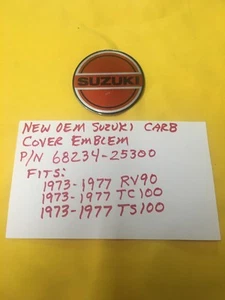 SUZUKI
NEW OEM SUZUKI CARB
COVER EMBLEM
P/N 68234-25300
FITS:
1973-1977 RV90
1973-1977 TC100
1973-1977 TS100